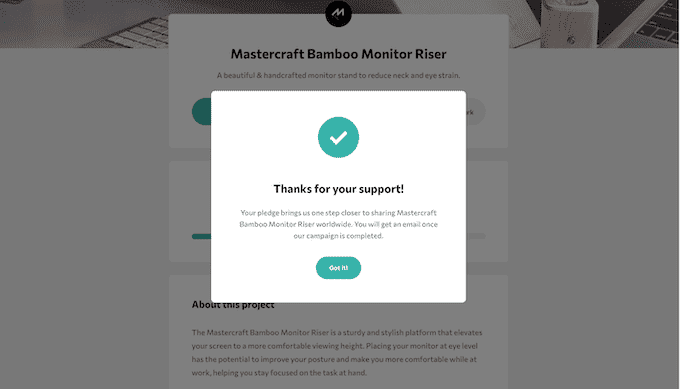 Mastercraft Bamboo Monitor Riser
A beautiful & handcrafted monitor stand to reduce neck and eye strain.
Thanks for your support!
Your pledge brings us one step closer to sharing Mastercraft
Bamboo Monitor Riser worldwide. You will get an email once
our campaign is completed.
Got it!
About this project
The Mastercraft Bamboo Monitor Riser is a sturdy and stylish platform that elevates
your screen to a more comfortable viewing height. Placing your monitor at eye level
has the potential to improve your posture and make you more comfortable while at
work, helping you stay focused on the task at hand.